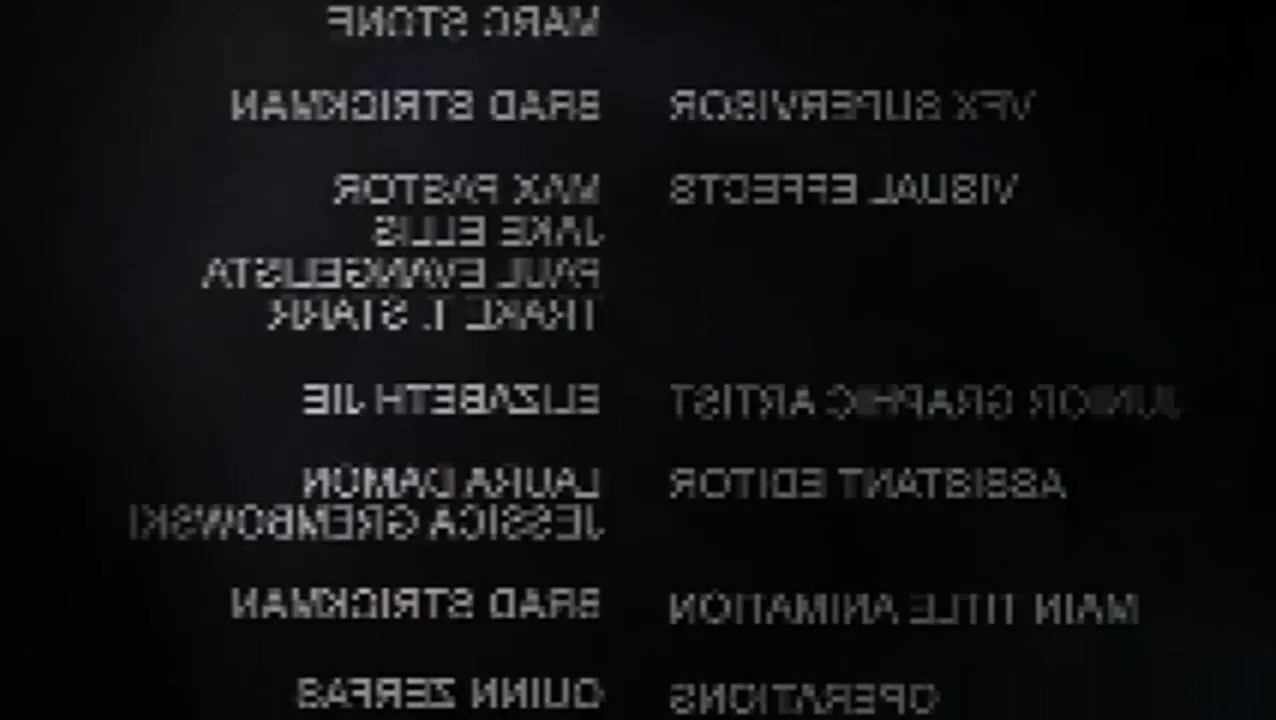 MARC STONE
VFX SUPERVISOR BRAD STRICKMAN
VISUAL EFFECTS MAX PASTOR
JAKE ELLIS
PAUL EVANGELISTA
T. STARR
JUNIOR GRAPHIC ARTIST ELIZABETH JIE
ASSISTANT EDITOR LAURA DAMON
JESSICA GREMBOWSKI
MAIN TITLE ANIMATION BRAD STRICKMAN
OPERATIONS QUINN ZERFAS